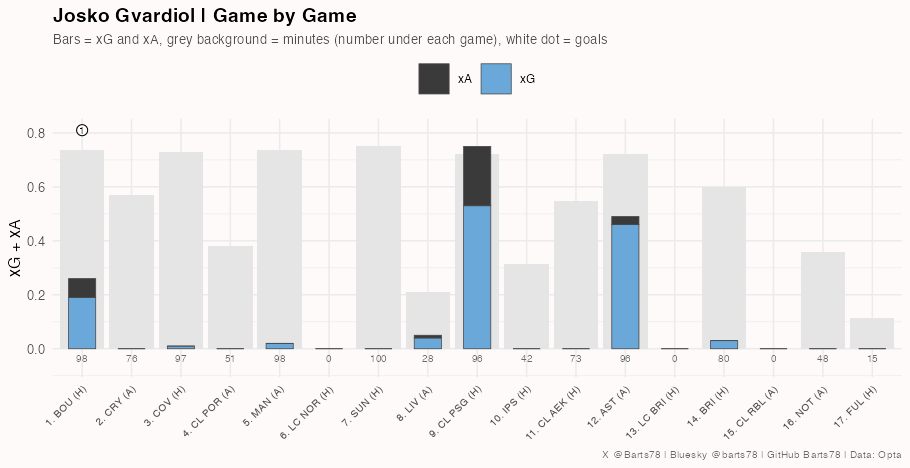 Josko Gvardiol | Game by Game
Bars = xG and xA, grey background = minutes (number under each game), white dot = goals
xA xG
xG + xA
0.8
0.6
0.4
0.2
0.0
1
98 76 97 51 98 0 100 28 96 42 73 96 0 80 0 48 15
1. BOU (H)
2. CRY (A)
3. COV (H)
4. CL POR (A)
5. MAN (A)
6. LC NOR (H)
7. SUN (H)
8. LIV (A)
9. CL PSG (H)
10. IPS (H)
11. CL AEK (H)
12. AST (A)
13. LC BRI (H)
14. BRI (H)
15. CL RBL (A)
16. NOT (A)
17. FUL (H)
X @Barts78 | Bluesky @barts78 | GitHub Barts78 | Data: Opta